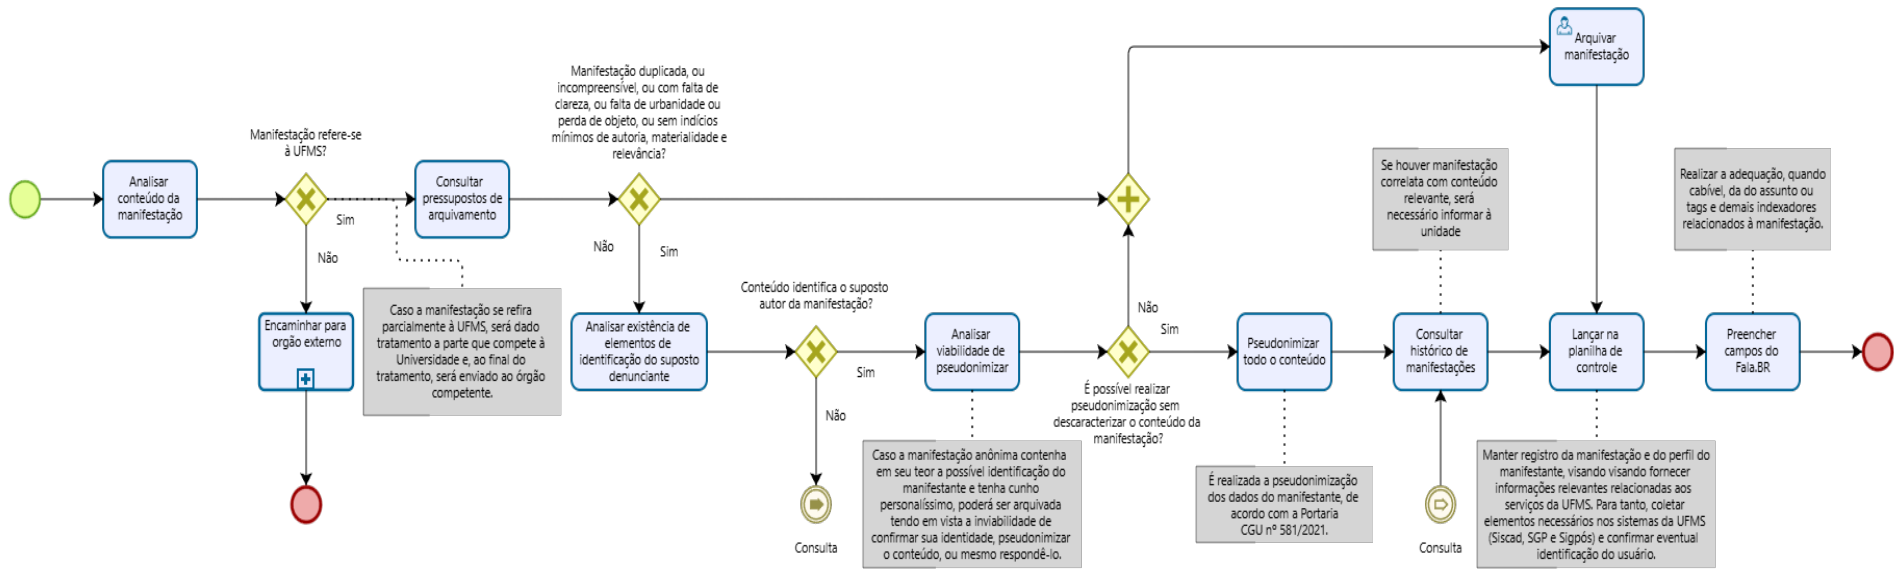 Analisar
conteúdo da
manifestação
Manifestação refere-se
à UFMS?
Sim
Não
Encaminhar para
orgão externo
Caso a manifestação se refira
parcialmente à UFMS, será dado
tratamento a parte que compete à
Universidade e, ao final do
tratamento, será enviado ao órgão
competente.
Consultar
pressupostos de
arquivamento
Manifestação duplicada, ou
incompreensível, ou com falta de
clareza, ou falta de urbanidade ou
perda de objeto, ou sem indícios
mínimos de autoria, materialidade e
relevância?
Não
Sim
Analisar existência de
elementos de
identificação do suposto
denunciante
Conteúdo identifica o suposto
autor da manifestação?
Sim
Não
Consulta
Analisar
viabilidade de
pseudonimizar
Caso a manifestação anônima contenha
em seu teor a possível identificação do
manifestante e tenha cunho
personalíssimo, poderá ser arquivada
tendo em vista a inviabilidade de
confirmar sua identidade, pseudonimizar
o conteúdo, ou mesmo respondê-lo.
Não
Sim
É possível realizar
pseudonimização sem
descaracterizar o conteúdo da
manifestação?
Pseudonimizar
todo o conteúdo
É realizada a pseudonimização
dos dados do manifestante, de
acordo com a Portaria
CGU nº 581/2021.
Se houver manifestação
correlata com conteúdo
relevante, será
necessário informar à
unidade
Consultar
histórico de
manifestações
Consulta
Arquivar
manifestação
Lançar na
planilha de
controle
Manter registro da manifestação e do perfil do
manifestante, visando visando fornecer
informações relevantes relacionadas aos
serviços da UFMS. Para tanto, coletar
elementos necessários nos sistemas da UFMS
(Siscad, SGP e Sigpós) e confirmar eventual
identificação do usuário.
Realizar a adequação, quando
cabível, da do assunto ou
tags e demais indexadores
relacionados à manifestação.
Preencher
campos do
Fala.BR